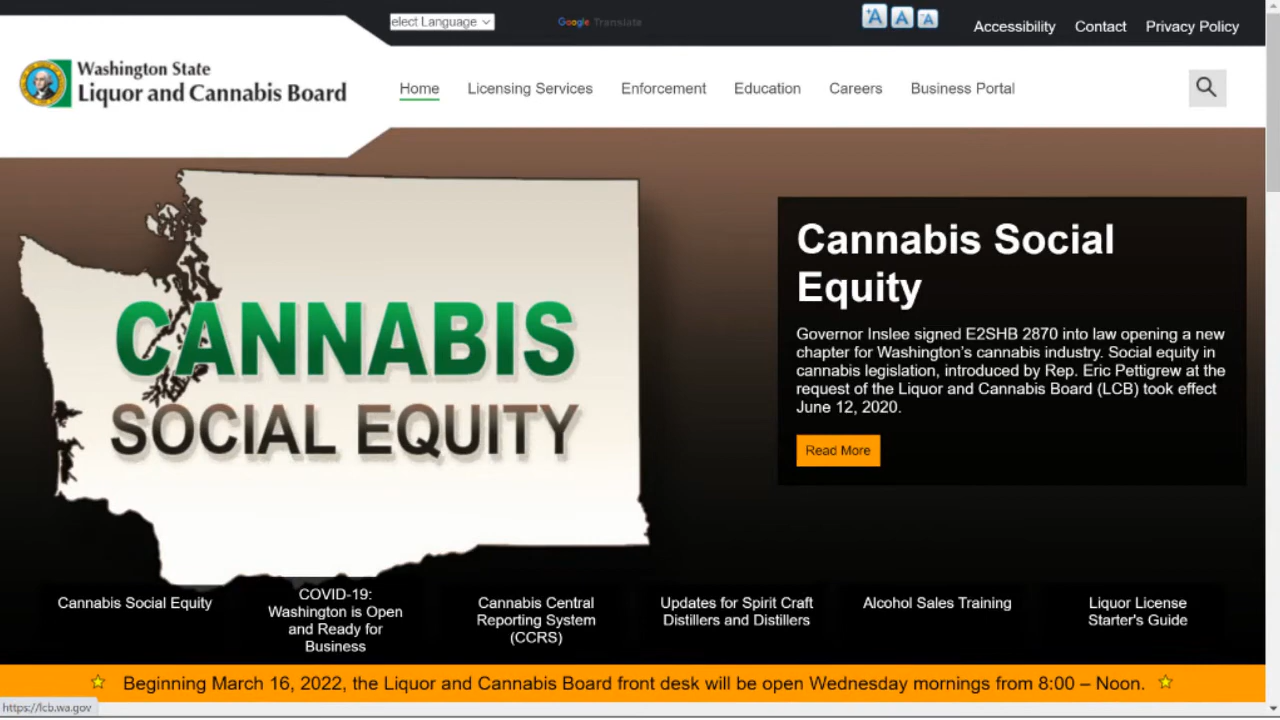 elect Language
Google Translate
A A A
Accessibility
Contact
Privacy Policy
Washington State
Liquor and Cannabis Board
Home
Licensing Services
Enforcement
Education
Careers
Business Portal
CANNABIS
SOCIAL EQUITY
Cannabis Social
Equity
Governor Inslee signed E2SHB 2870 into law opening a new
chapter for Washington's cannabis industry. Social equity in
cannabis legislation, introduced by Rep. Eric Pettigrew at the
request of the Liquor and Cannabis Board (LCB) took effect
June 12, 2020.
Read More
Cannabis Social Equity
COVID-19:
Washington is Open
and Ready for
Business
Cannabis Central
Reporting System
(CCRS)
Updates for Spirit Craft
Distillers and Distillers
Alcohol Sales Training
Liquor License
Starter's Guide
Beginning March 16, 2022, the Liquor and Cannabis Board front desk will be open Wednesday mornings from 8:00 – Noon.
https://lcb.wa.gov